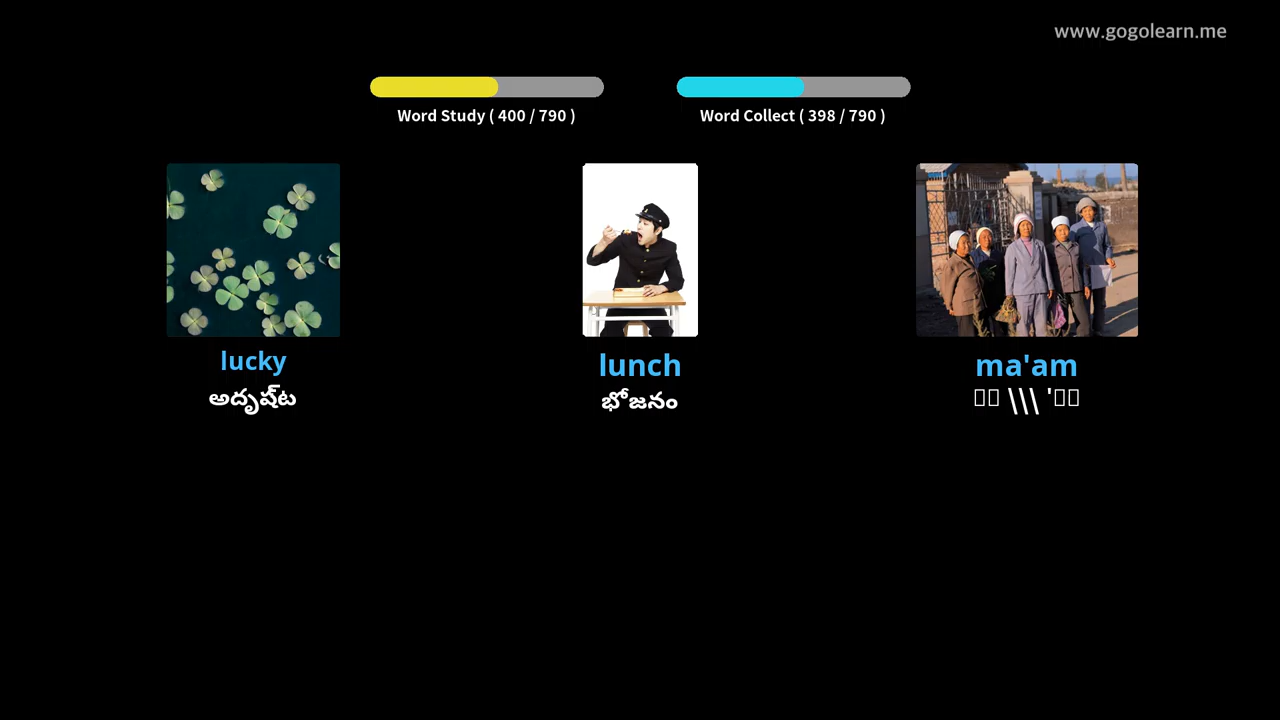 www.gogolearn.me
Word Study ( 400 / 790 )
Word Collect ( 398 / 790 )
lucky
అదృష్ట
lunch
భోజనం
ma'am
\\\ '